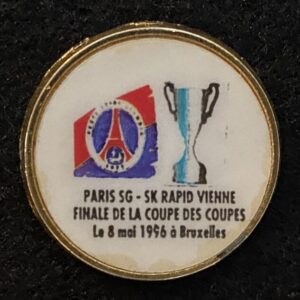 PARIS SG - SK RAPID VIENNE
FINALE DE LA COUPE DES COUPES
Le 8 mai 1996 à Bruxelles